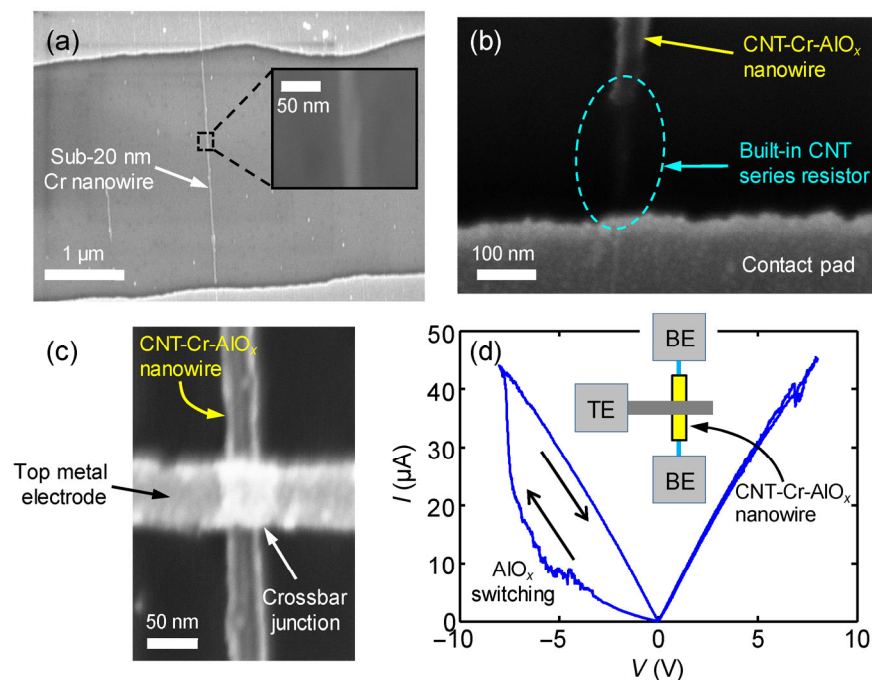 (a)
50 nm
Sub-20 nm
Cr nanowire
1 μm
(b)
CNT-Cr-AlOₓ
nanowire
Built-in CNT
series resistor
100 nm
Contact pad
(c)
CNT-Cr-AlOₓ
nanowire
Top metal
electrode
Crossbar
junction
50 nm
(d)
50
40
30
20
10
0
I (μA)
BE
TE
BE
CNT-Cr-AlOₓ
nanowire
AlOₓ
switching
−10 −5 0 5 10
V (V)